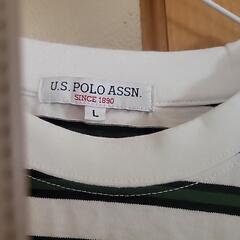 U.S. POLO ASSN.
SINCE 1890
L